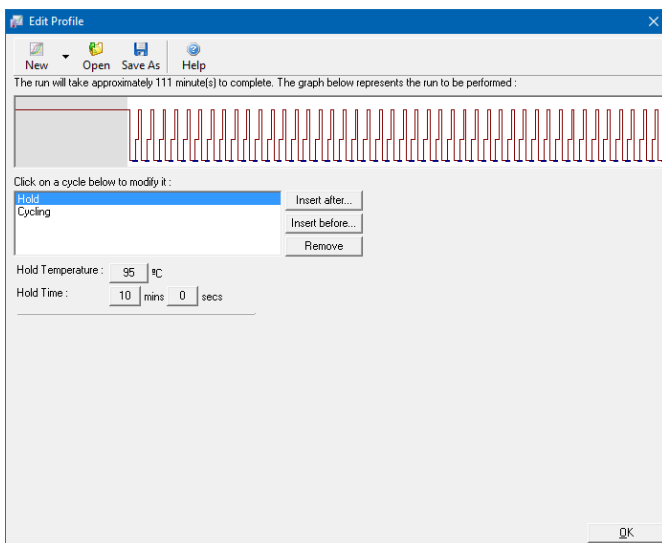 Edit Profile
New Open Save As Help
The run will take approximately 111 minute(s) to complete. The graph below represents the run to be performed :
Click on a cycle below to modify it :
Hold
Cycling
Insert after...
Insert before...
Remove
Hold Temperature : 95 ºC
Hold Time : 10 mins 0 secs
OK